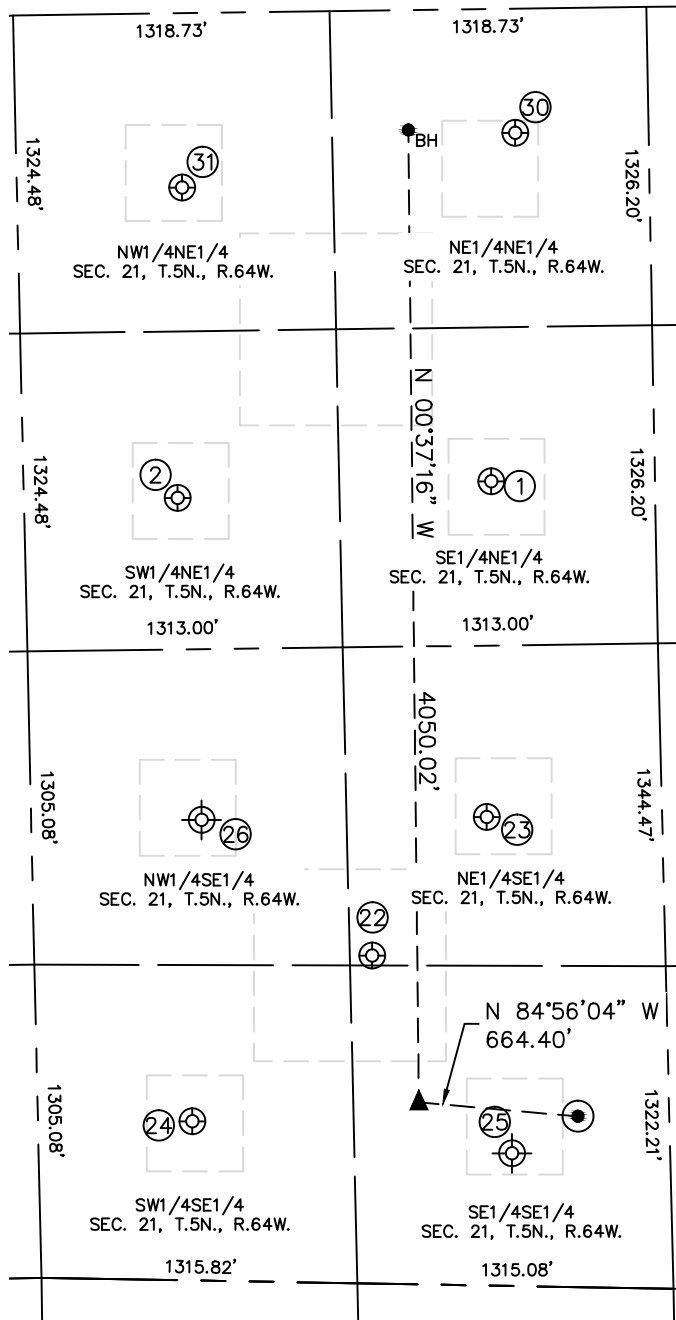 1318.73'
1318.73'
30
BH
31
1324.48'
1326.20'
NW1/4NE1/4
SEC. 21, T.5N., R.64W.
NE1/4NE1/4
SEC. 21, T.5N., R.64W.
N 00°37'16" W
2
1
1324.48'
1326.20'
SW1/4NE1/4
SEC. 21, T.5N., R.64W.
SE1/4NE1/4
SEC. 21, T.5N., R.64W.
1313.00'
1313.00'
4050.02'
1305.08'
1344.47'
26
23
NW1/4SE1/4
SEC. 21, T.5N., R.64W.
NE1/4SE1/4
SEC. 21, T.5N., R.64W.
22
N 84°56'04" W
664.40'
1305.08'
1322.21'
24
25
SW1/4SE1/4
SEC. 21, T.5N., R.64W.
SE1/4SE1/4
SEC. 21, T.5N., R.64W.
1315.82'
1315.08'